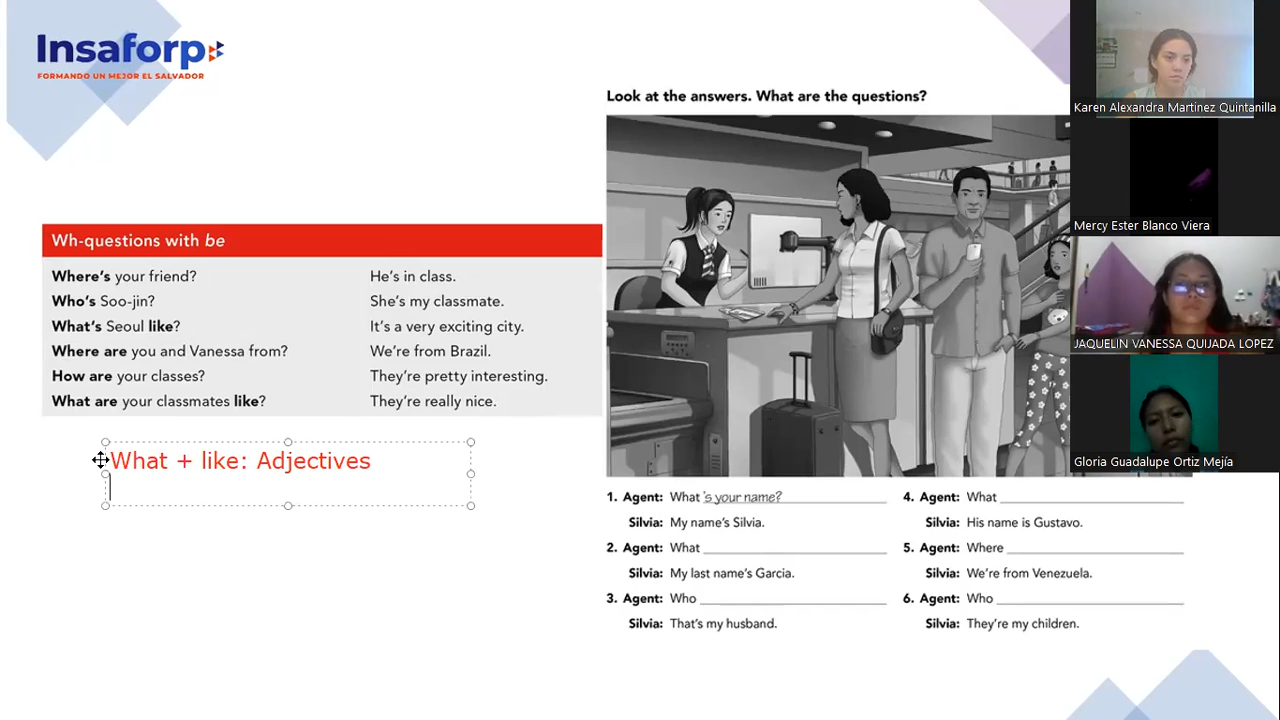 Insaforp
FORMANDO UN MEJOR EL SALVADOR
Wh-questions with be
Where's your friend? He's in class.
Who's Soo-jin? She's my classmate.
What's Seoul like? It's a very exciting city.
Where are you and Vanessa from? We're from Brazil.
How are your classes? They're pretty interesting.
What are your classmates like? They're really nice.
What + like: Adjectives
Look at the answers. What are the questions?
1. Agent: What 's your name?
Silvia: My name's Silvia.
2. Agent: What
Silvia: My last name's Garcia.
3. Agent: Who
Silvia: That's my husband.
4. Agent: What
Silvia: His name is Gustavo.
5. Agent: Where
Silvia: We're from Venezuela.
6. Agent: Who
Silvia: They're my children.
Karen Alexandra Martínez Quintanilla
Mercy Ester Blanco Viera
JAQUELIN VANESSA QUIJADA LOPEZ
Gloria Guadalupe Ortiz Mejía